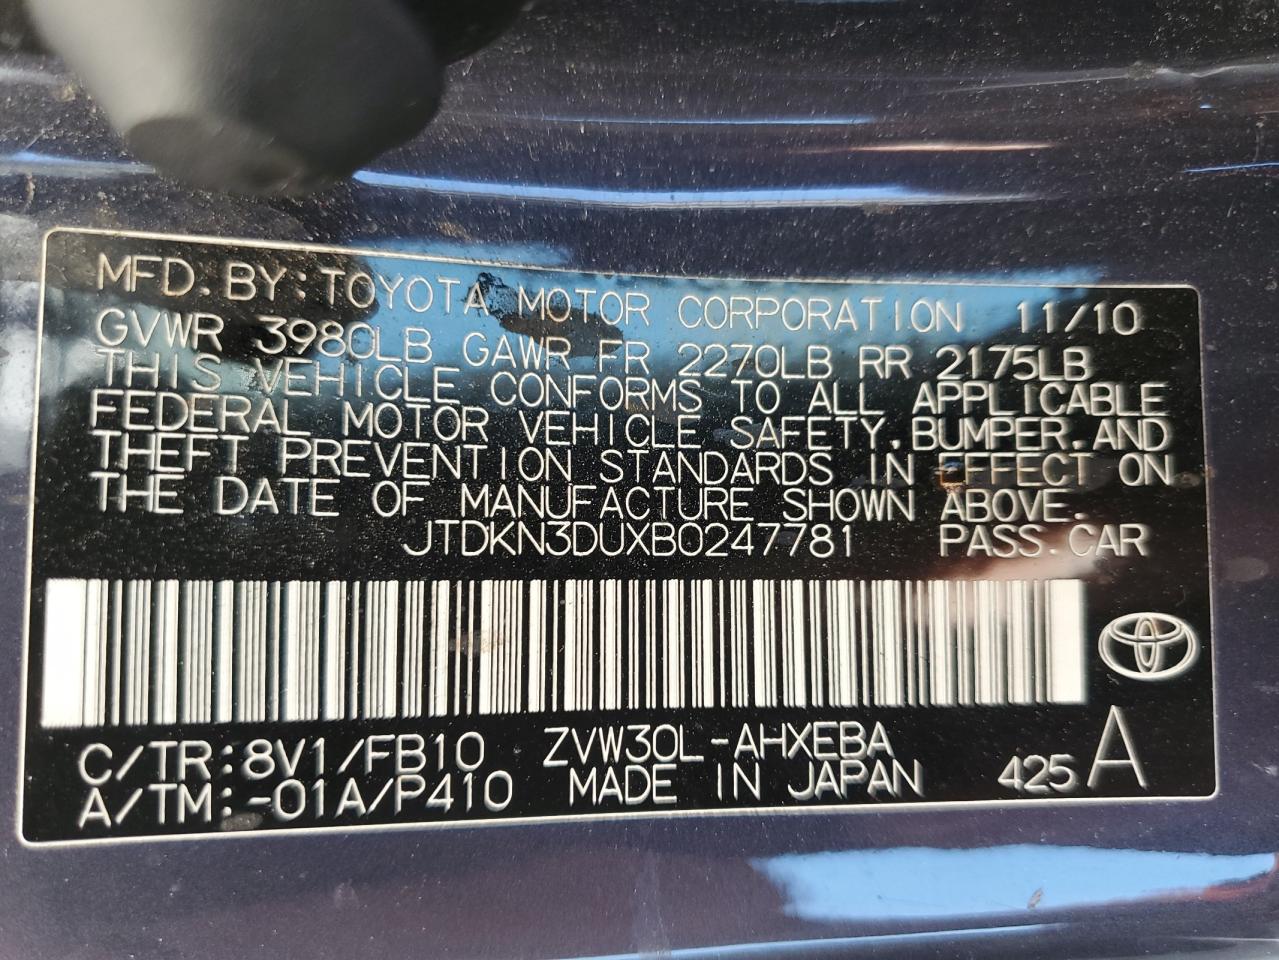 MFD. BY: TOYOTA MOTOR CORPORATION 11/10
GVWR 3980LB GAWR FR 2270LB RR 2175LB
THIS VEHICLE CONFORMS TO ALL APPLICABLE
FEDERAL MOTOR VEHICLE SAFETY, BUMPER, AND
THEFT PREVENTION STANDARDS IN EFFECT ON
THE DATE OF MANUFACTURE SHOWN ABOVE.
JTDKN3DUXB0247781 PASS. CAR
C/TR: 8V1/FB10 ZVW30L-AHXEBA
A/TM: -01A/P410 MADE IN JAPAN 425 A